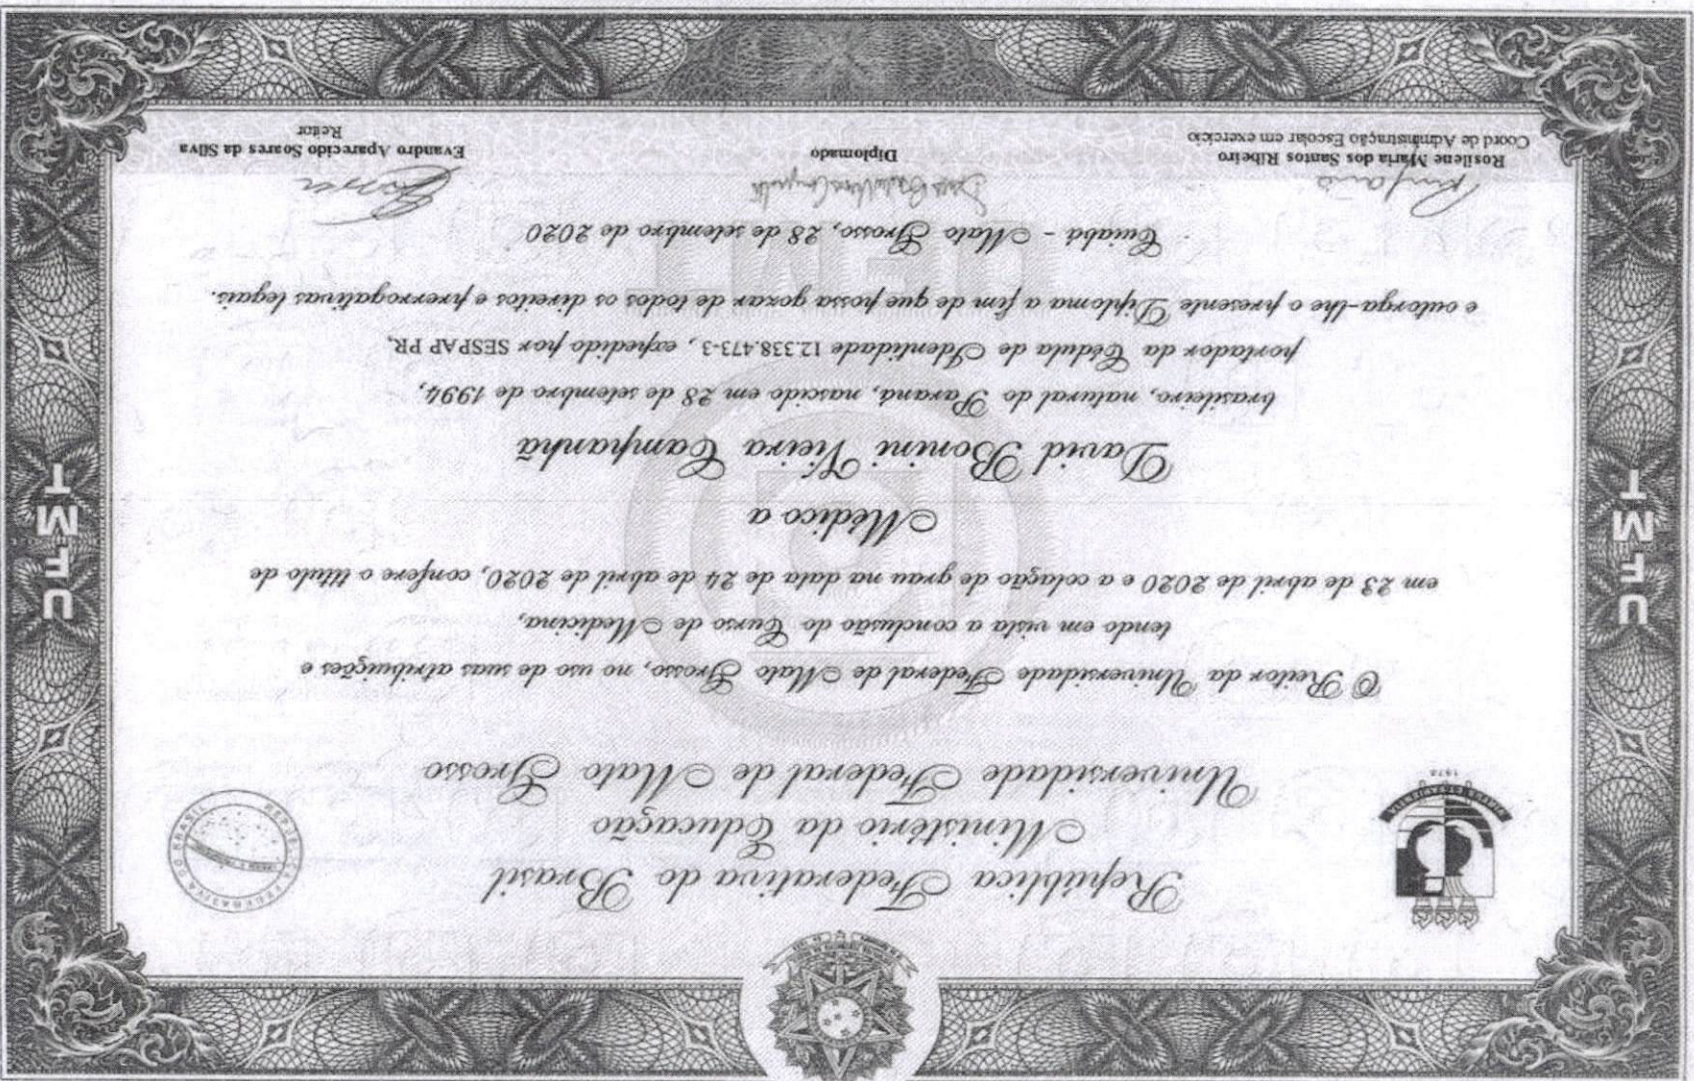 República Federativa do Brasil
Ministério da Educação
Universidade Federal de Mato Grosso
REPÚBLICA FEDERATIVA DO BRASIL
1970
O Reitor da Universidade Federal de Mato Grosso, no uso de suas atribuições e
tendo em vista a conclusão do Curso de Medicina,
em 23 de abril de 2020 e a colação de grau na data de 24 de abril de 2020, confere o título de
Médico a
David Bonini Vieira Campanhã
brasileiro, natural do Paraná, nascido em 28 de setembro de 1994,
portador da Cédula de Identidade 12.338.473-3, expedido por SESPAP PR,
e outorga-lhe o presente Diploma a fim de que possa gozar de todos os direitos e prerrogativas legais.
Cuiabá - Mato Grosso, 28 de setembro de 2020
Rosilene Maria dos Santos Ribeiro
Coord de Administração Escolar em exercício
Diplomado
Evandro Aparecido Soares da Silva
Reitor
UFMT
UFMT